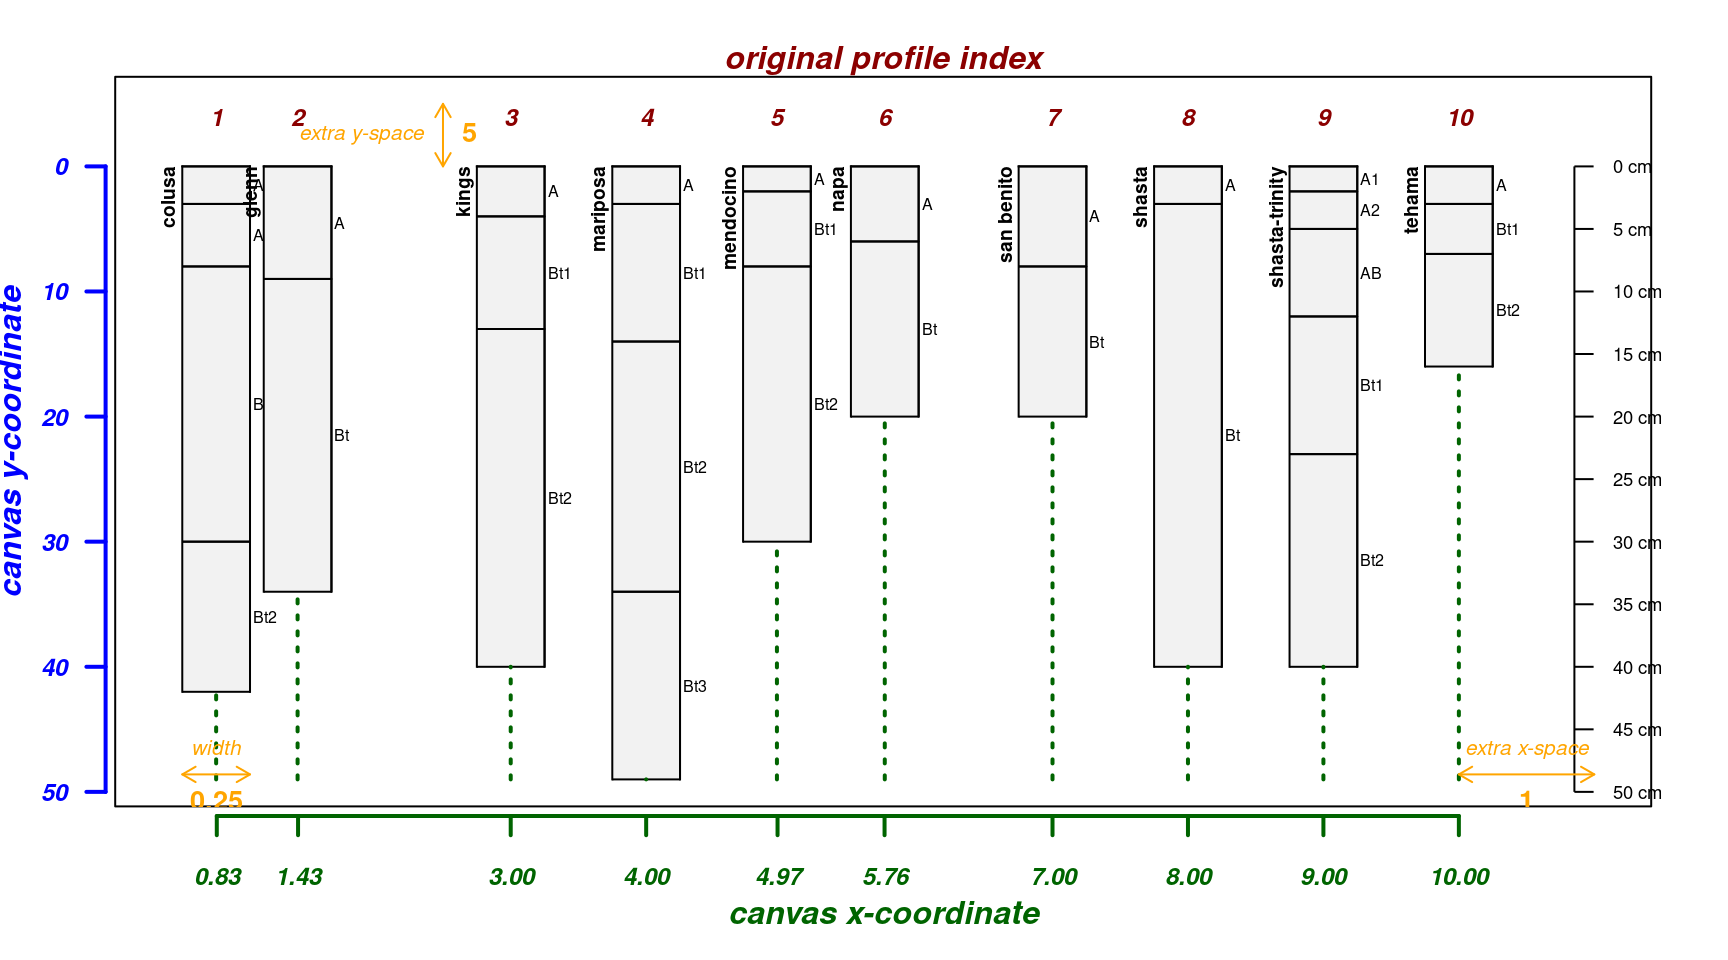 original profile index
1 2 3 4 5 6 7 8 9 10
extra y-space 5
canvas y-coordinate
0
10
20
30
40
50
colusa
A
Bt2
glenn
A
Bt
kings
A
Bt1
Bt2
mariposa
A
Bt1
Bt2
Bt3
mendocino
A
Bt1
Bt2
napa
A
Bt
san benito
A
Bt
shasta
A
Bt
shasta-trinity
A1
A2
AB
Bt1
Bt2
tehama
A
Bt1
Bt2
0 cm
5 cm
10 cm
15 cm
20 cm
25 cm
30 cm
35 cm
40 cm
45 cm
50 cm
width
0.25
extra x-space
1
0.83 1.43 3.00 4.00 4.97 5.76 7.00 8.00 9.00 10.00
canvas x-coordinate